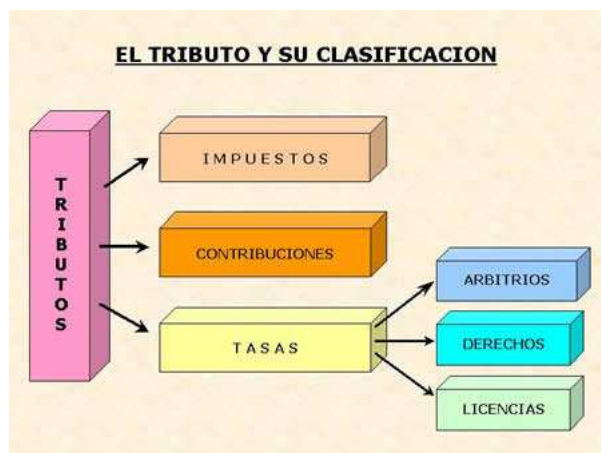 EL TRIBUTO Y SU CLASIFICACION
TRIBUTOS
IMPUESTOS
CONTRIBUCIONES
TASAS
ARBITRIOS
DERECHOS
LICENCIAS